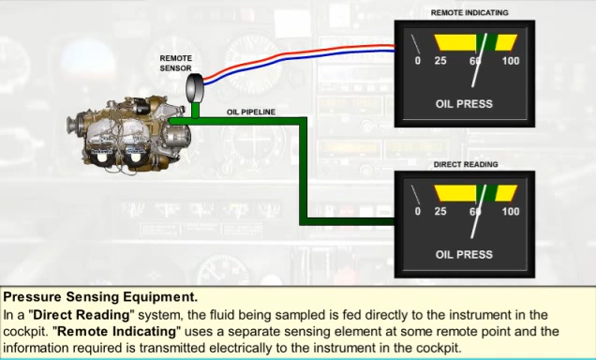 REMOTE INDICATING
REMOTE
SENSOR
0 25 60 100
OIL PRESS
OIL PIPELINE
DIRECT READING
0 25 60 100
OIL PRESS
Pressure Sensing Equipment.
In a "Direct Reading" system, the fluid being sampled is fed directly to the instrument in the
cockpit. "Remote Indicating" uses a separate sensing element at some remote point and the
information required is transmitted electrically to the instrument in the cockpit.